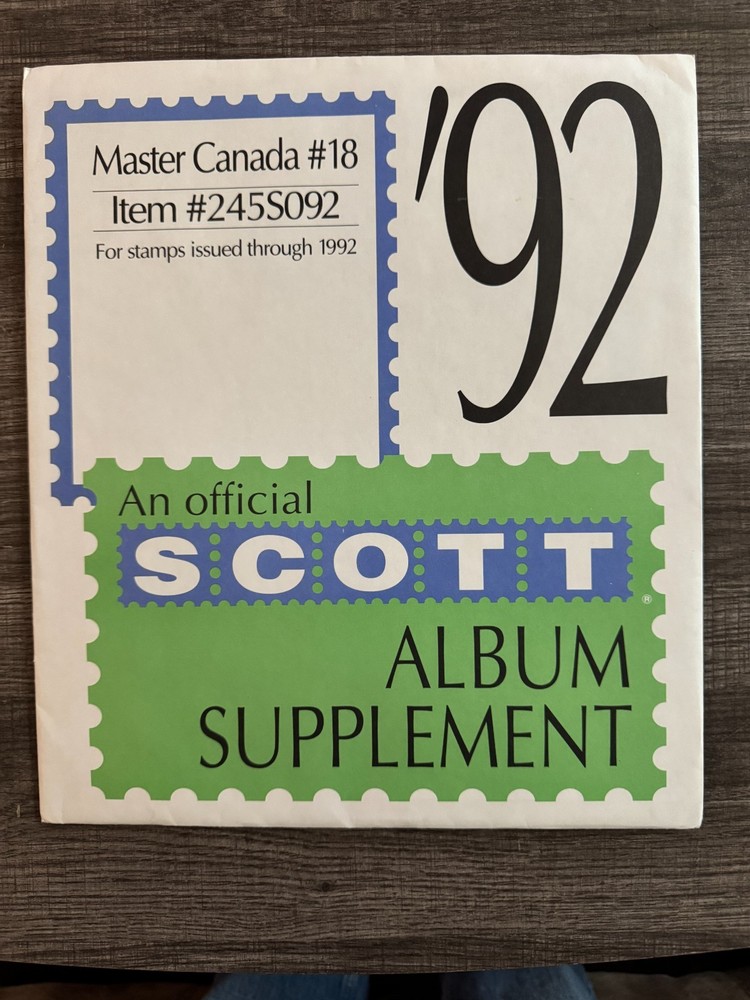 Master Canada #18
Item #245S092
For stamps issued through 1992
'92
An official
SCOTT®
ALBUM
SUPPLEMENT